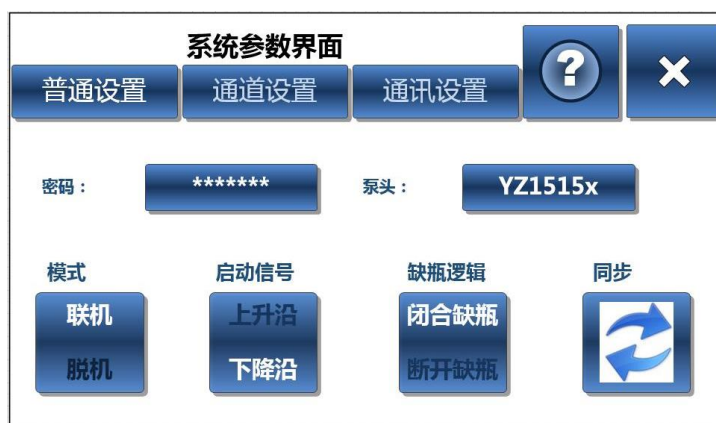 系统参数界面
?
普通设置 通道设置 通讯设置
密码： ******* 泵头： YZ1515x
模式 启动信号 缺瓶逻辑 同步
联机 上升沿 闭合缺瓶
脱机 下降沿 断开缺瓶